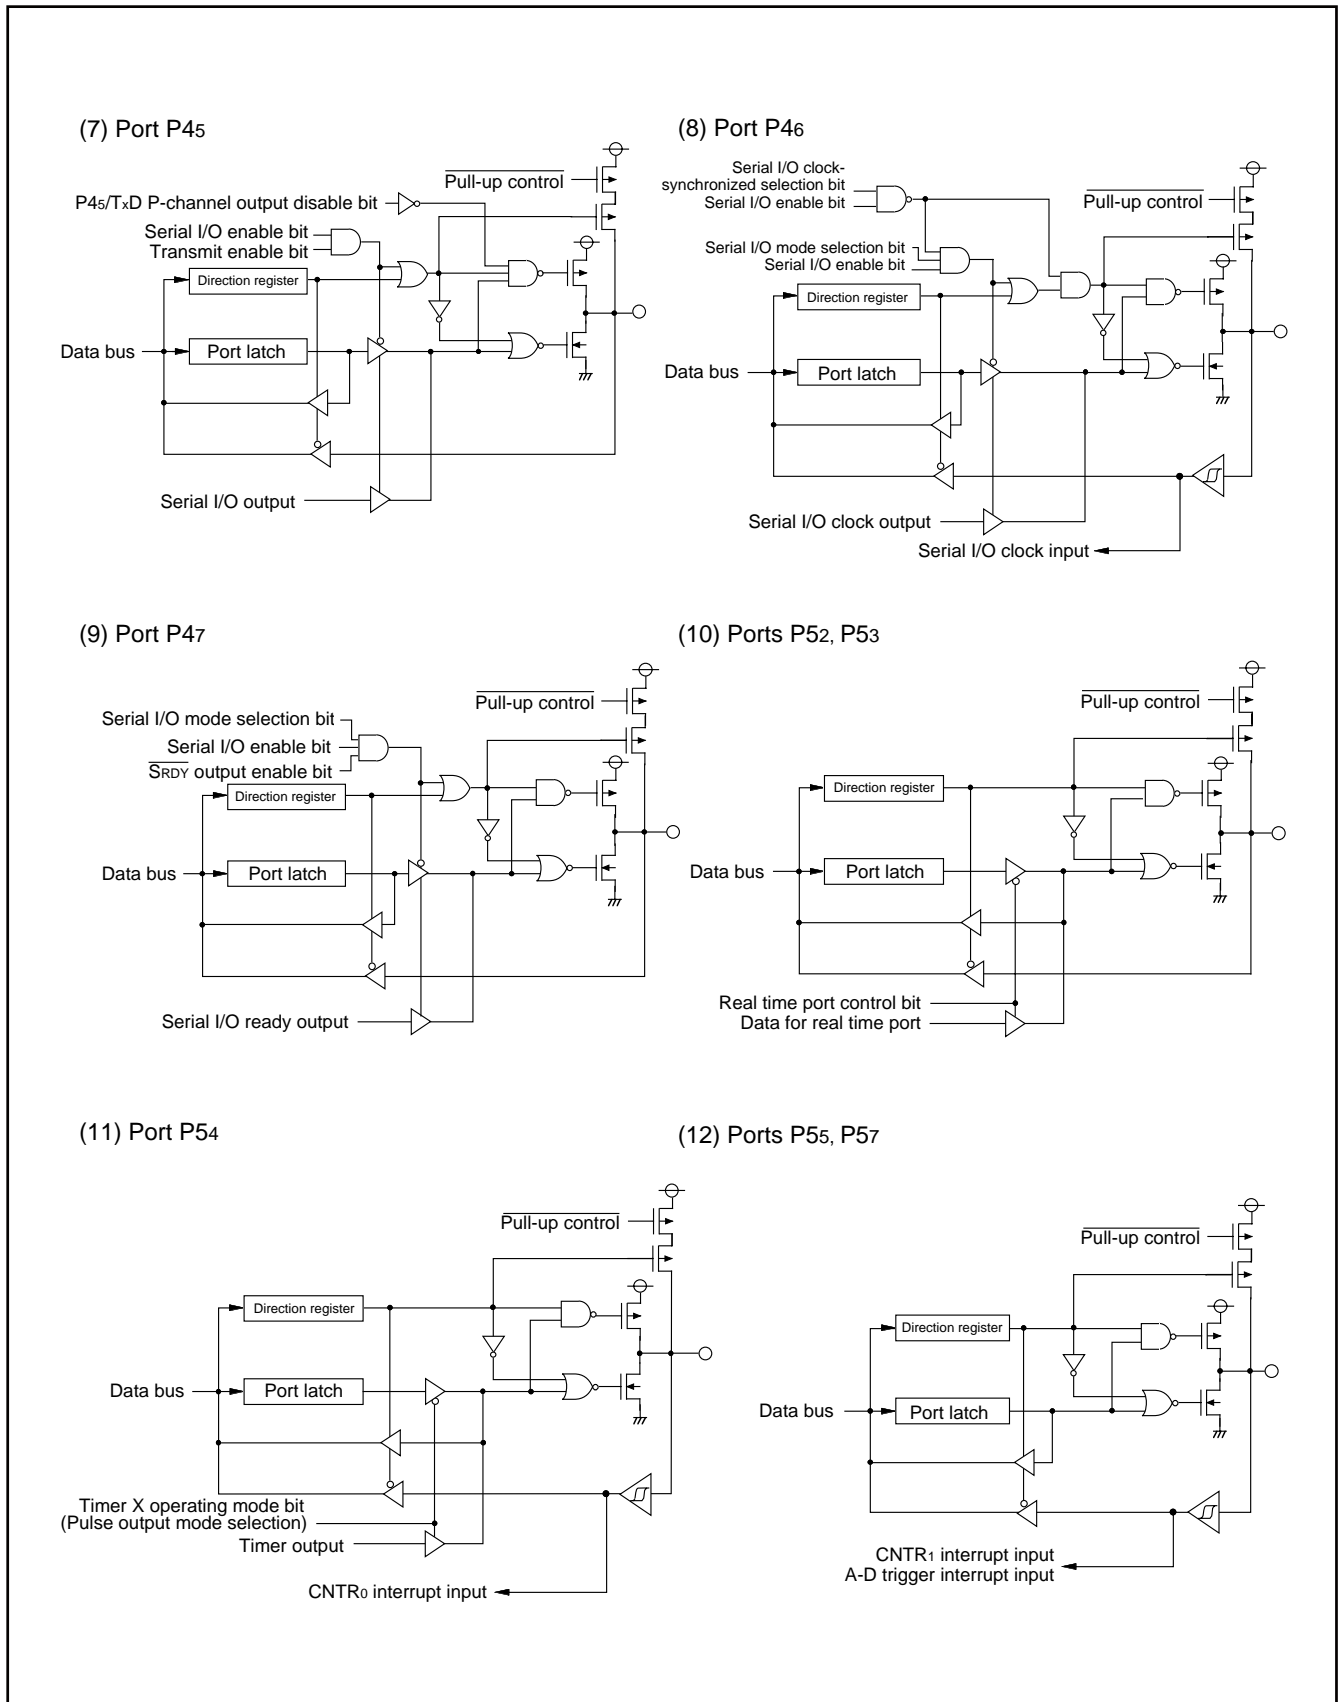 (7) Port P45
Pull-up control
P45/TxD P-channel output disable bit
Serial I/O enable bit
Transmit enable bit
Direction register
Data bus
Port latch
Serial I/O output
(8) Port P46
Serial I/O clock-
synchronized selection bit
Serial I/O enable bit
Pull-up control
Serial I/O mode selection bit
Serial I/O enable bit
Direction register
Data bus
Port latch
Serial I/O clock output
Serial I/O clock input
(9) Port P47
Pull-up control
Serial I/O mode selection bit
Serial I/O enable bit
SRDY output enable bit
Direction register
Data bus
Port latch
Serial I/O ready output
(10) Ports P52, P53
Pull-up control
Direction register
Data bus
Port latch
Real time port control bit
Data for real time port
(11) Port P54
Pull-up control
Direction register
Data bus
Port latch
Timer X operating mode bit
(Pulse output mode selection)
Timer output
CNTR0 interrupt input
(12) Ports P55, P57
Pull-up control
Direction register
Data bus
Port latch
CNTR1 interrupt input
A-D trigger interrupt input